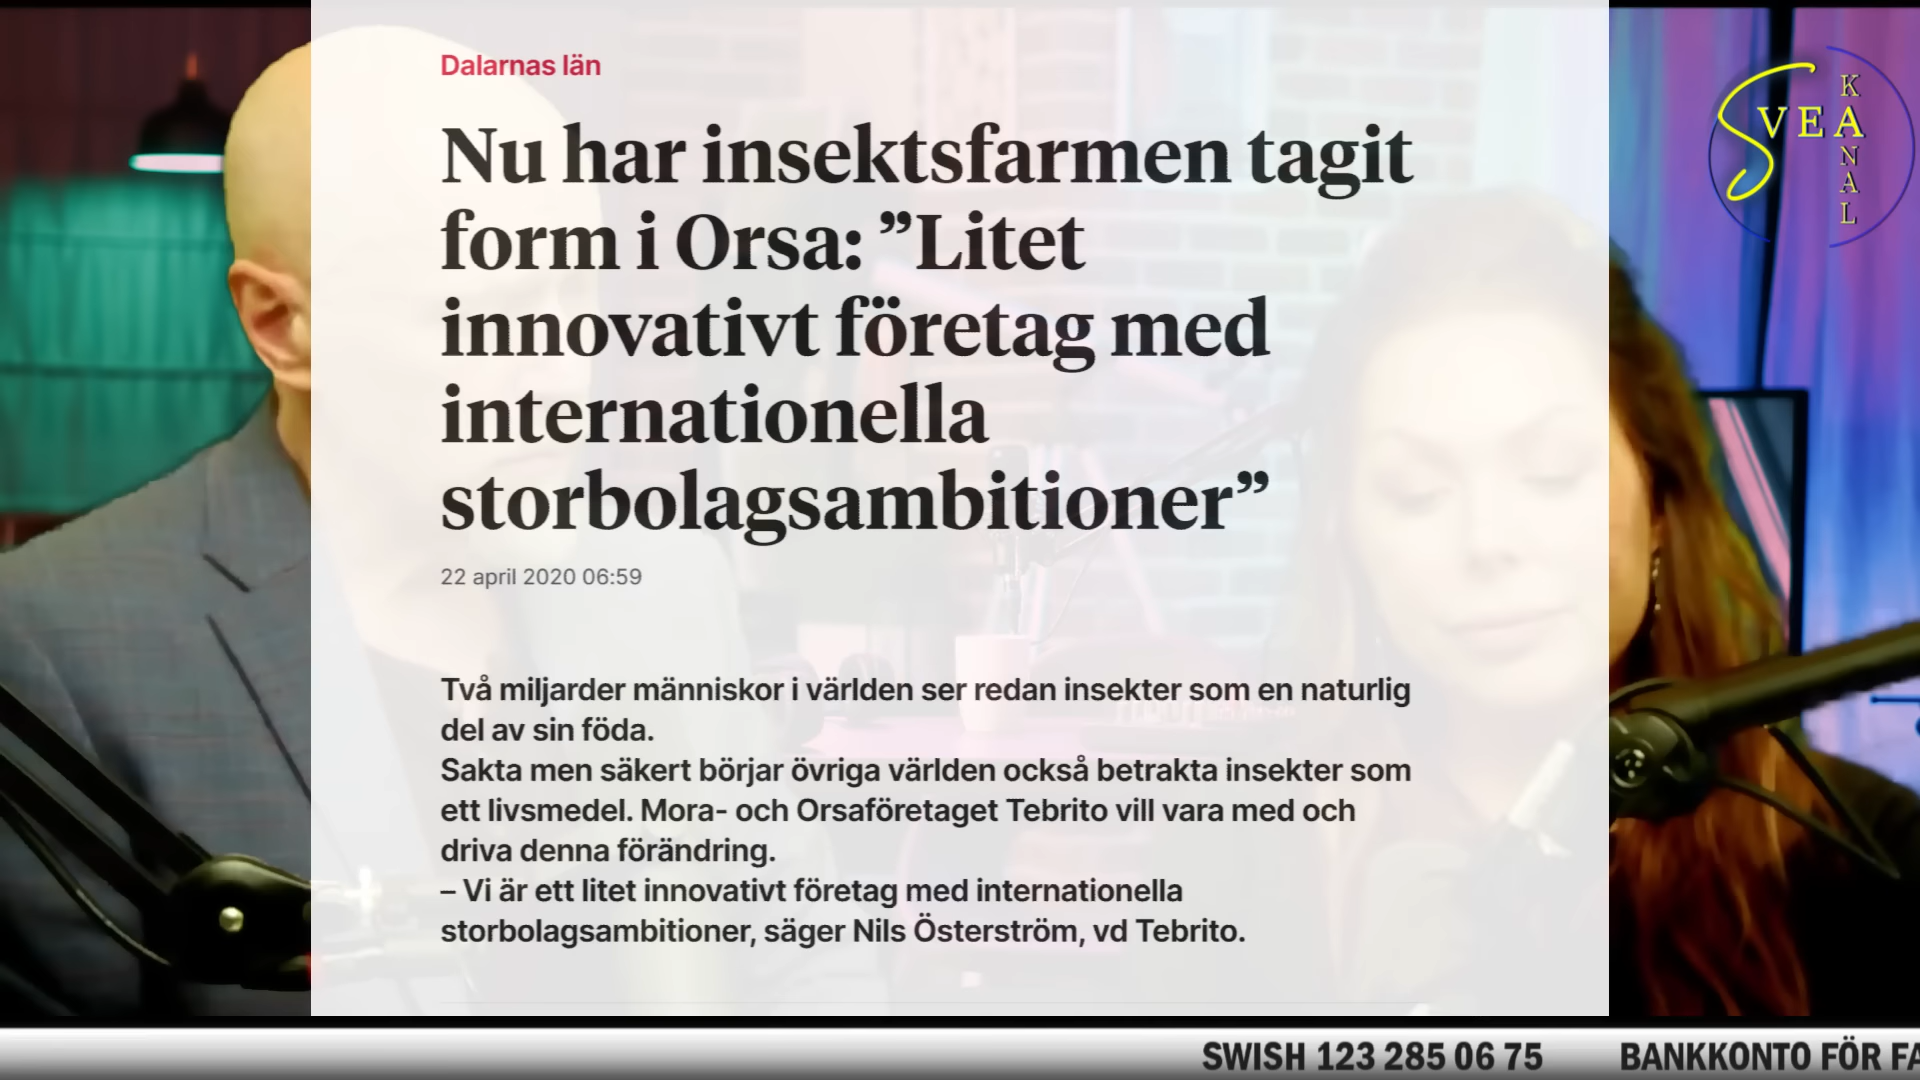 Dalarnas län
Nu har insektsfarmen tagit
form i Orsa: ”Litet
innovativt företag med
internationella
storbolagsambitioner”
22 april 2020 06:59
Två miljarder människor i världen ser redan insekter som en naturlig
del av sin föda.
Sakta men säkert börjar övriga världen också betrakta insekter som
ett livsmedel. Mora- och Orsaföretaget Tebrito vill vara med och
driva denna förändring.
– Vi är ett litet innovativt företag med internationella
storbolagsambitioner, säger Nils Österström, vd Tebrito.
SVEA
KANAL
SWISH 123 285 06 75 BANKKONTO FÖR FA